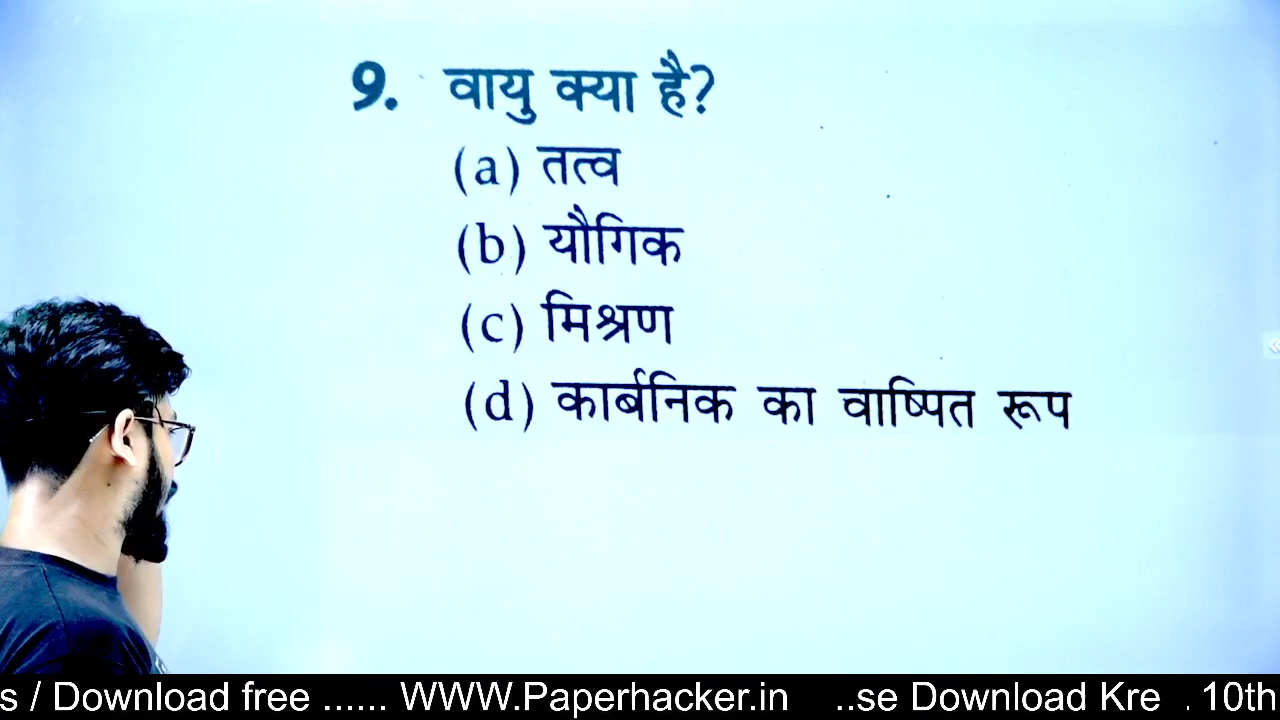 9. वायु क्या है?
(a) तत्व
(b) यौगिक
(c) मिश्रण
(d) कार्बनिक का वाष्पित रूप
s / Download free ...... WWW.Paperhacker.in ..se Download Kre . 10th